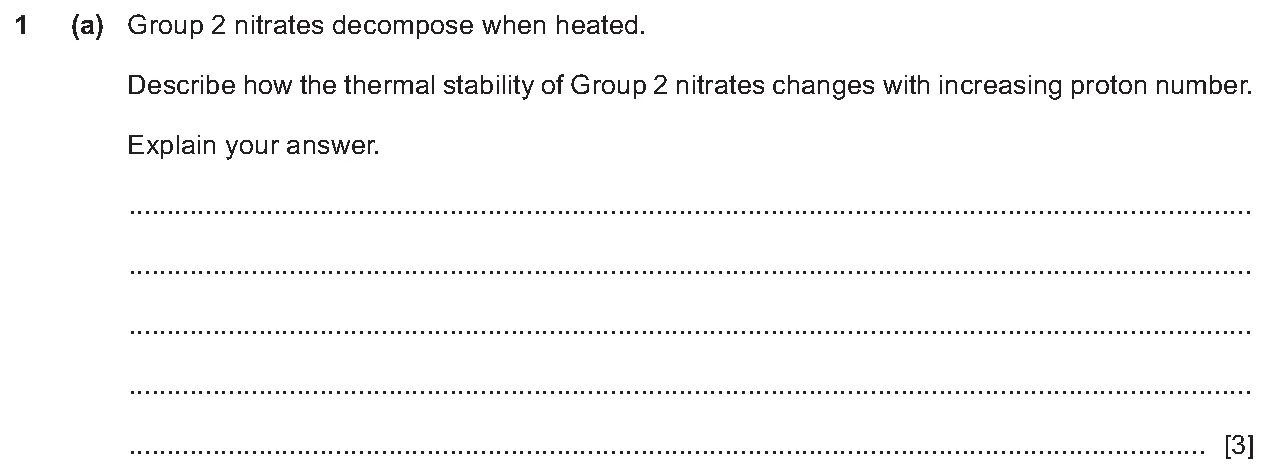 1 (a) Group 2 nitrates decompose when heated.
Describe how the thermal stability of Group 2 nitrates changes with increasing proton number.
Explain your answer.
..........................................................................................................................................................
..........................................................................................................................................................
..........................................................................................................................................................
..........................................................................................................................................................
.................................................................................................................................................... [3]